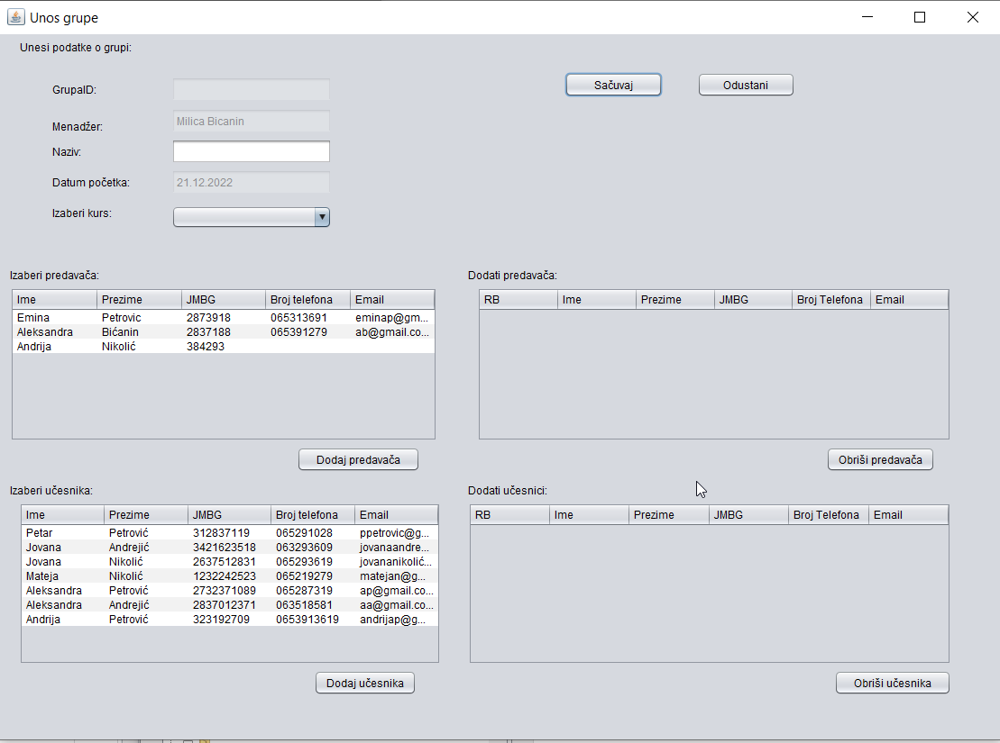 Unos grupe
Unesi podatke o grupi:
GrupaID:
Sačuvaj Odustani
Menadžer: Milica Bicanin
Naziv:
Datum početka: 21.12.2022
Izaberi kurs:
Izaberi predavača:
Ime Prezime JMBG Broj telefona Email
Emina Petrovic 2873918 065313691 eminap@gm...
Aleksandra Bićanin 2837188 065391279 ab@gmail.co...
Andrija Nikolić 384293
Dodaj predavača
Dodati predavača:
RB Ime Prezime JMBG Broj Telefona Email
Obriši predavača
Izaberi učesnika:
Ime Prezime JMBG Broj telefona Email
Petar Petrović 312837119 065291028 ppetrovic@g...
Jovana Andrejić 3421623518 063293609 jovanaandre...
Jovana Nikolić 2637512831 065293619 jovananikolić...
Mateja Nikolić 1232242523 065219279 matejan@g...
Aleksandra Petrović 2732371089 065287319 ap@gmail.co...
Aleksandra Andrejić 2837012371 063518581 aa@gmail.co...
Andrija Petrović 323192709 0653913619 andrijap@g...
Dodaj učesnika
Dodati učesnici:
RB Ime Prezime JMBG Broj Telefona Email
Obriši učesnika